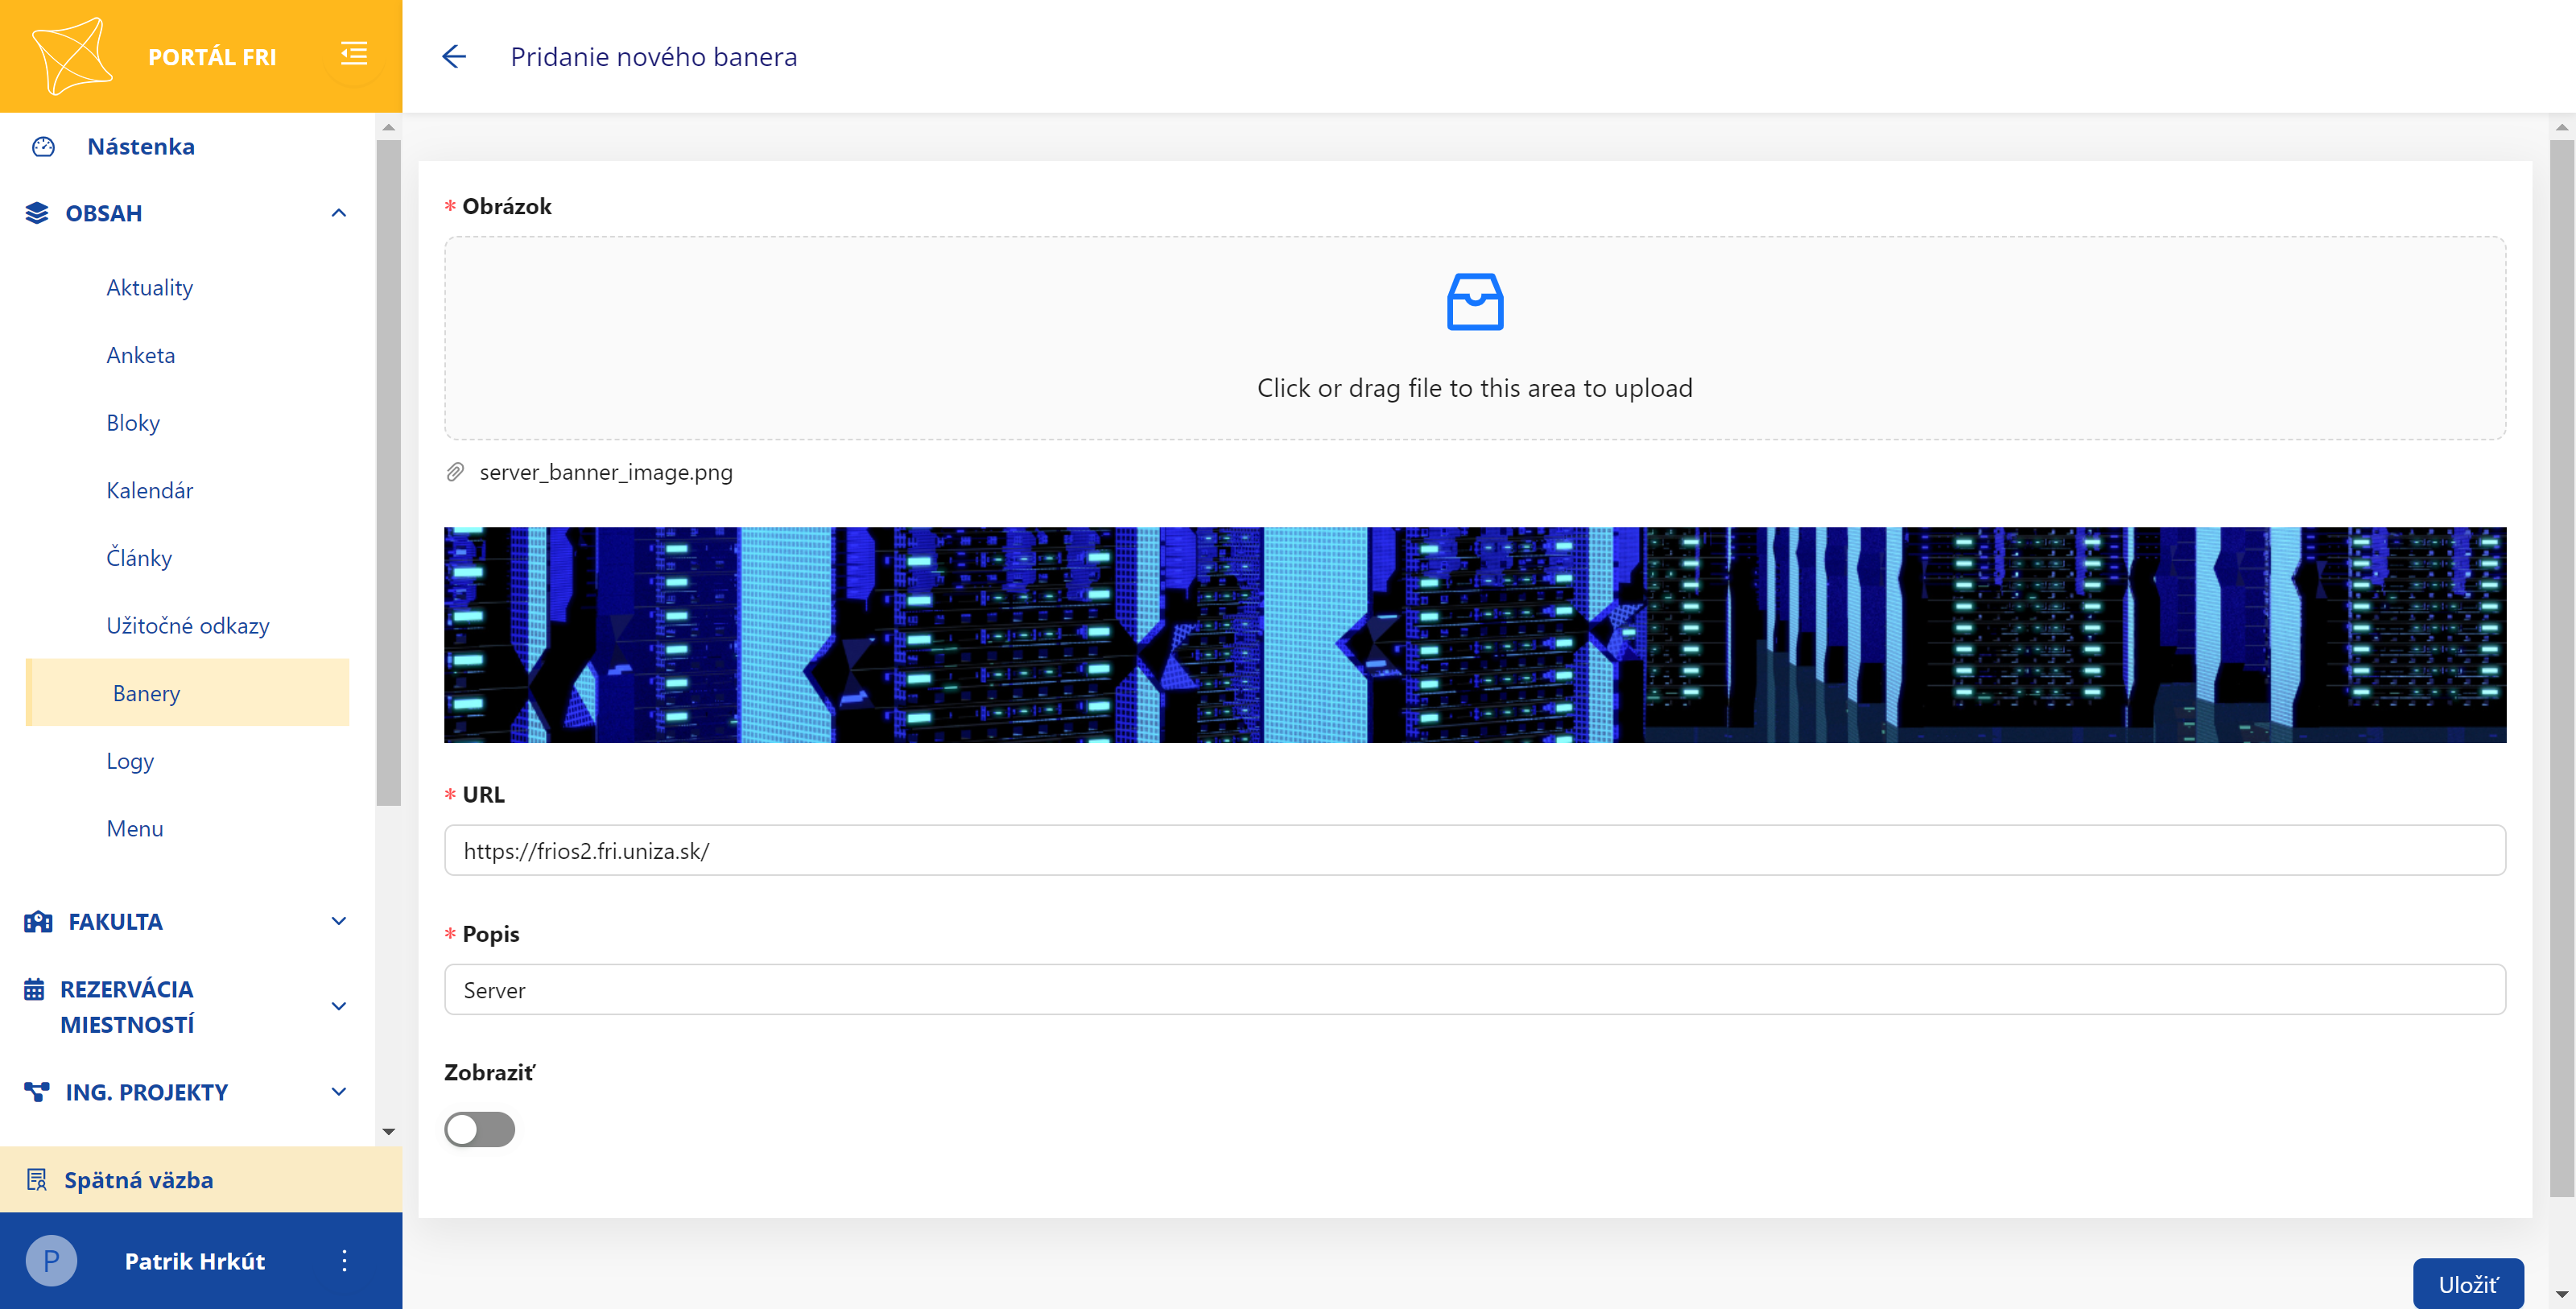 PORTÁL FRI
Pridanie nového banera
Nástenka
OBSAH
Aktuality
Anketa
Bloky
Kalendár
Články
Užitočné odkazy
Banery
Logy
Menu
FAKULTA
REZERVÁCIA
MIESTNOSTÍ
ING. PROJEKTY
Spätná väzba
P
Patrik Hrkút
* Obrázok
Click or drag file to this area to upload
server_banner_image.png
* URL
https://frios2.fri.uniza.sk/
* Popis
Server
Zobraziť
Uložiť